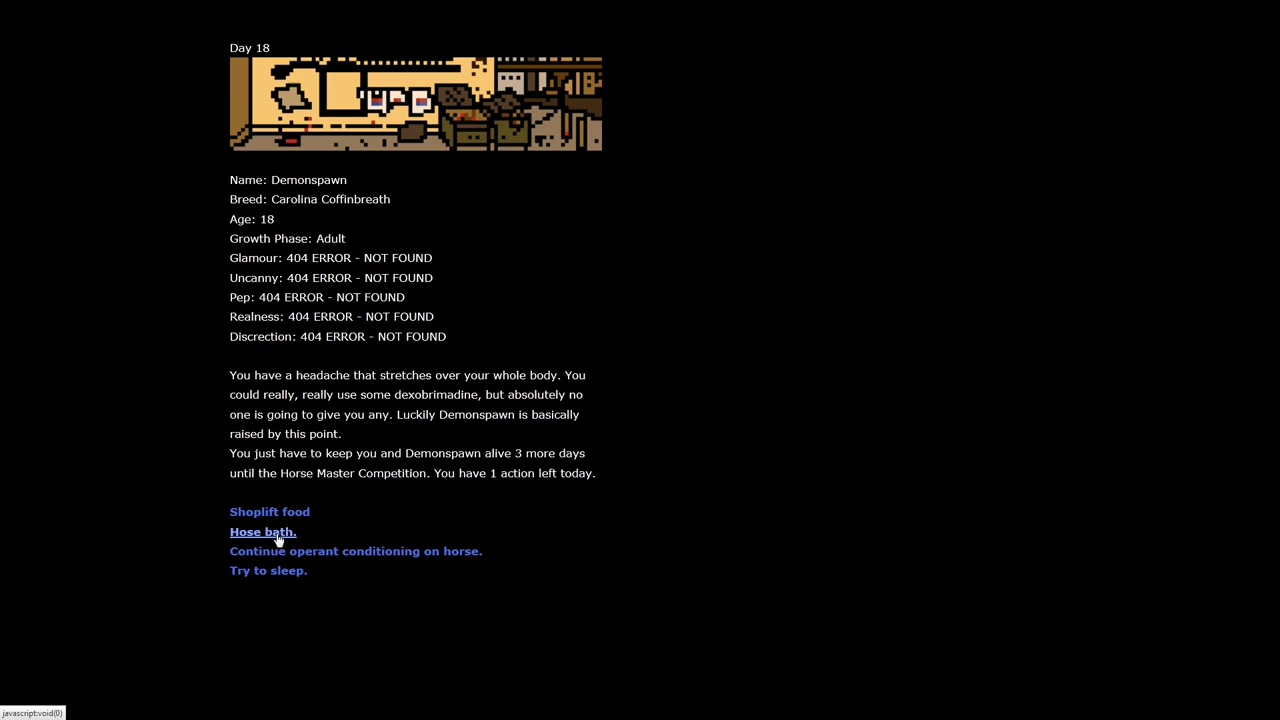 Day 18
Name: Demonspawn
Breed: Carolina Coffinbreath
Age: 18
Growth Phase: Adult
Glamour: 404 ERROR - NOT FOUND
Uncanny: 404 ERROR - NOT FOUND
Pep: 404 ERROR - NOT FOUND
Realness: 404 ERROR - NOT FOUND
Discrection: 404 ERROR - NOT FOUND
You have a headache that stretches over your whole body. You
could really, really use some dexobrimadine, but absolutely no
one is going to give you any. Luckily Demonspawn is basically
raised by this point.
You just have to keep you and Demonspawn alive 3 more days
until the Horse Master Competition. You have 1 action left today.
Shoplift food
Hose bath.
Continue operant conditioning on horse.
Try to sleep.
javascript:void(0)